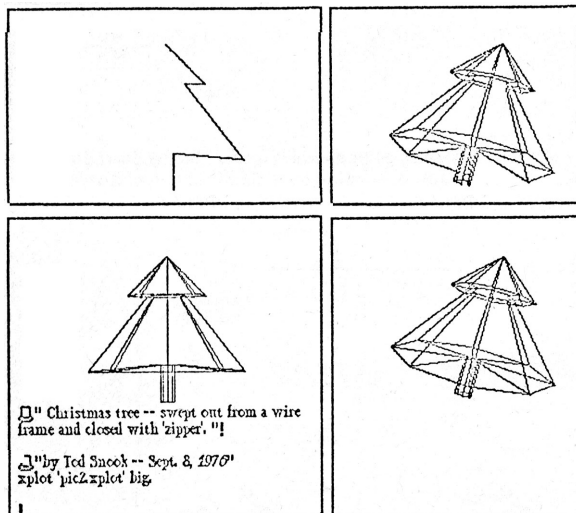 " Christmas tree -- swept out from a wire
frame and closed with 'zipper'. "!
"by Ted Snook -- Sept. 8, 1976"
xplot 'pic2.xplot' big.